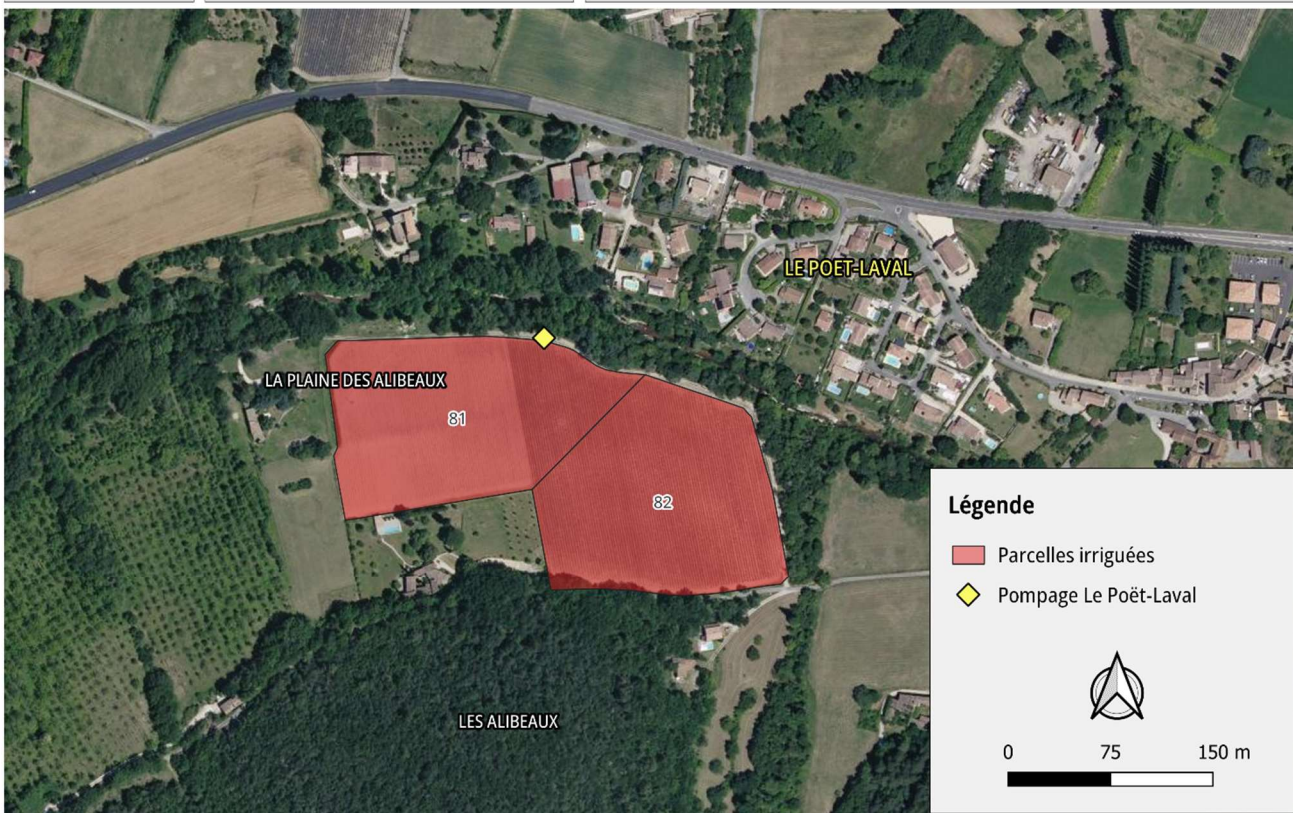 LE POET-LAVAL
LA PLAINE DES ALIBEAUX
81
82
LES ALIBEAUX
Légende
Parcelles irriguées
Pompage Le Poët-Laval
0 75 150 m